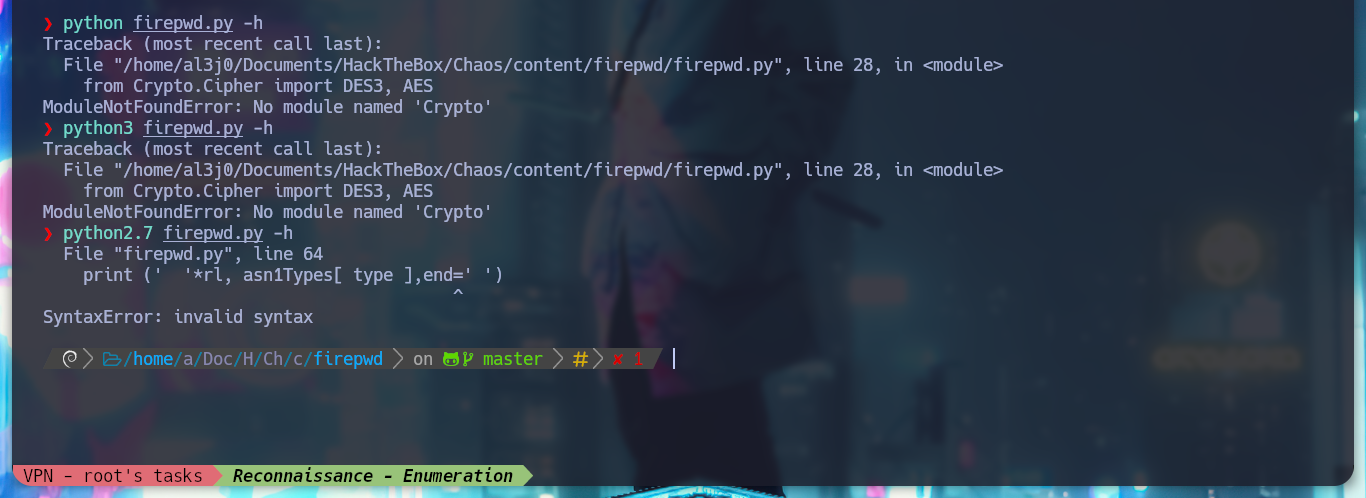 ❯ python firepwd.py -h
Traceback (most recent call last):
  File "/home/al3j0/Documents/HackTheBox/Chaos/content/firepwd/firepwd.py", line 28, in <module>
    from Crypto.Cipher import DES3, AES
ModuleNotFoundError: No module named 'Crypto'
❯ python3 firepwd.py -h
Traceback (most recent call last):
  File "/home/al3j0/Documents/HackTheBox/Chaos/content/firepwd/firepwd.py", line 28, in <module>
    from Crypto.Cipher import DES3, AES
ModuleNotFoundError: No module named 'Crypto'
❯ python2.7 firepwd.py -h
  File "firepwd.py", line 64
    print ('  '*rl, asn1Types[ type ],end=' ')
                                         ^
SyntaxError: invalid syntax
/home/a/Doc/H/Ch/c/firepwd on master # ✘ 1
VPN - root's tasks Reconnaissance - Enumeration